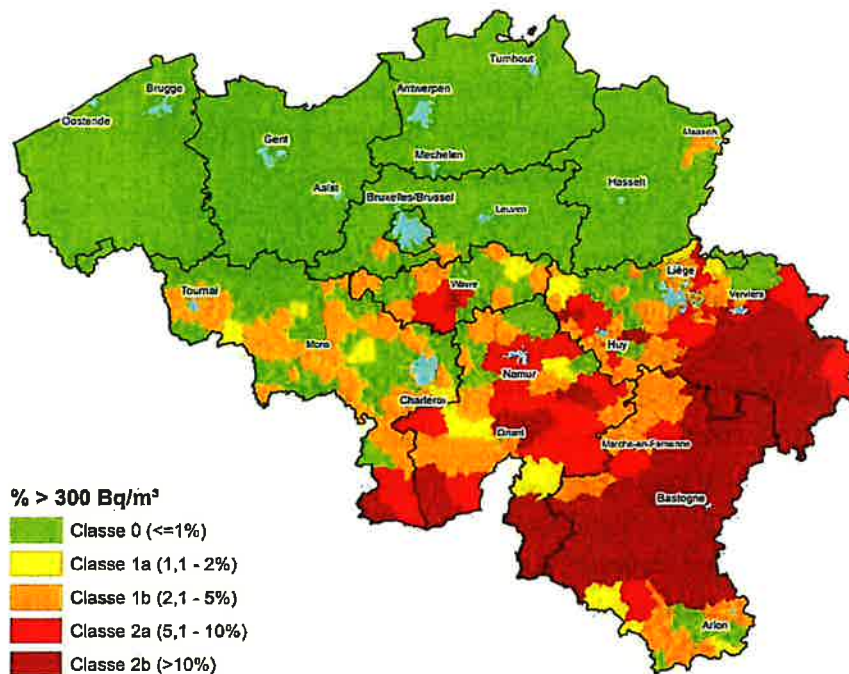 Turnhout
Brugge
Antwerpen
Oostende
Maaseik
Gent
Mechelen
Hasselt
Aalst
Bruxelles/Brussel
Leuven
Liège
Tournai
Wavre
Verviers
Mons
Huy
Namur
Charleroi
Dinant
Marche-en-Famenne
Bastogne
Arlon
% > 300 Bq/m³
Classe 0 (<=1%)
Classe 1a (1,1 - 2%)
Classe 1b (2,1 - 5%)
Classe 2a (5,1 - 10%)
Classe 2b (>10%)